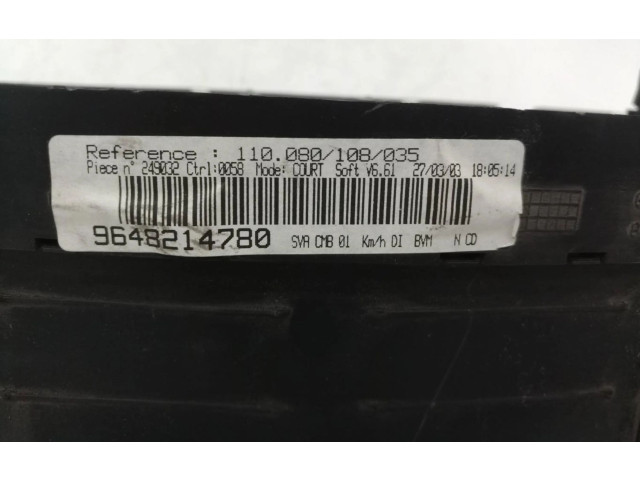 Reference : 110.080/108/035
Piece n° 249032 Ctrl:0058 Mode: COURT Soft V6.61 27/03/03 18:05:14
9648214780 SVA CMB 01 Km/h DI BVM N CD